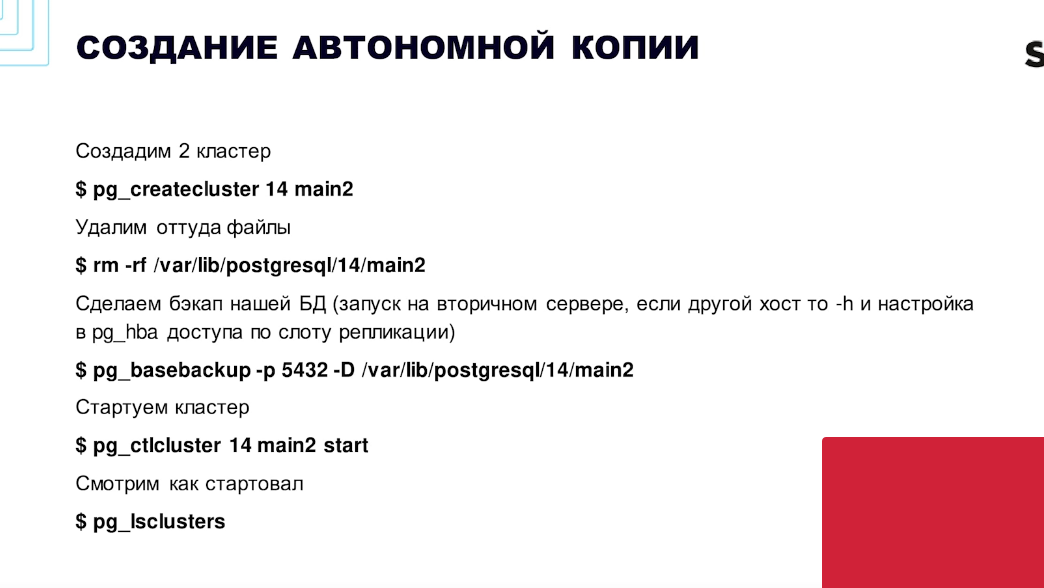 СОЗДАНИЕ АВТОНОМНОЙ КОПИИ
S
Создадим 2 кластер
$ pg_createcluster 14 main2
Удалим оттуда файлы
$ rm -rf /var/lib/postgresql/14/main2
Сделаем бэкап нашей БД (запуск на вторичном сервере, если другой хост то -h и настройка
в pg_hba доступа по слоту репликации)
$ pg_basebackup -p 5432 -D /var/lib/postgresql/14/main2
Стартуем кластер
$ pg_ctlcluster 14 main2 start
Смотрим как стартовал
$ pg_lsclusters